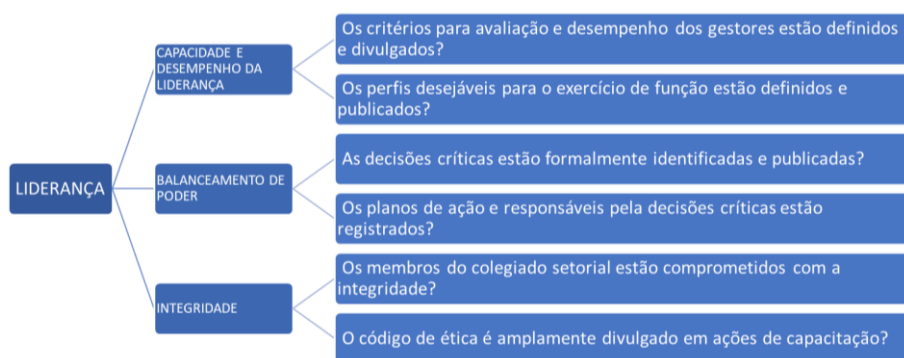 LIDERANÇA
CAPACIDADE E
DESEMPENHO DA
LIDERANÇA
Os critérios para avaliação e desempenho dos gestores estão definidos
e divulgados?
Os perfis desejáveis para o exercício de função estão definidos e
publicados?
BALANCEAMENTO DE
PODER
As decisões críticas estão formalmente identificadas e publicadas?
Os planos de ação e responsáveis pela decisões críticas estão
registrados?
INTEGRIDADE
Os membros do colegiado setorial estão comprometidos com a
integridade?
O código de ética é amplamente divulgado em ações de capacitação?